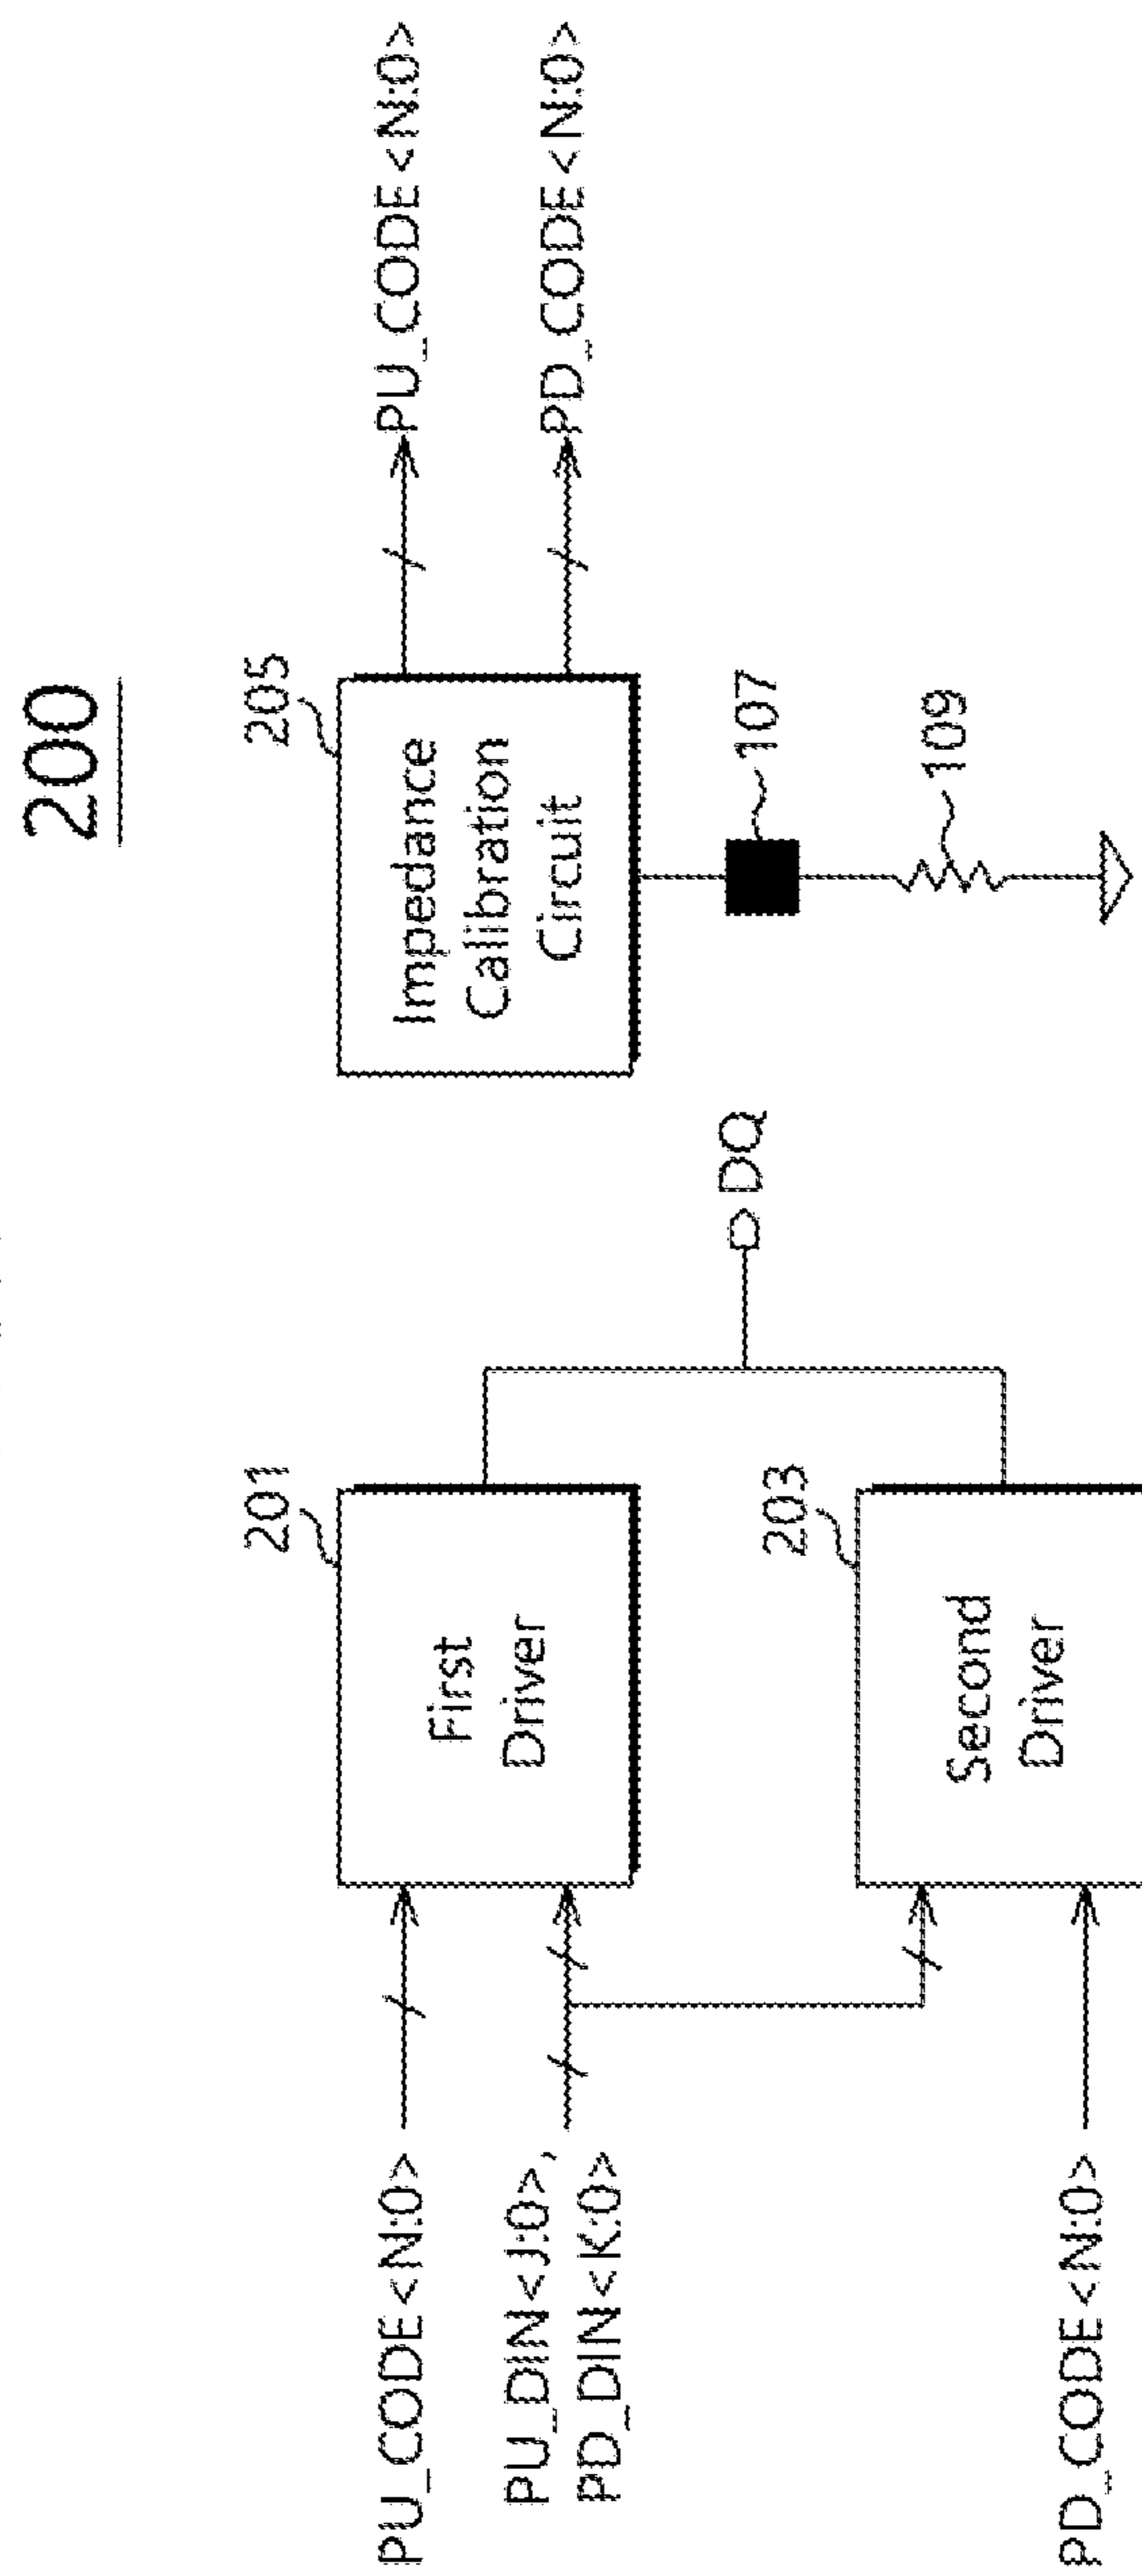 200
PU_CODE<N:0>
PU_DIN<J:0>,
PD_DIN<K:0>
PD_CODE<N:0>
201
First
Driver
203
Second
Driver
DQ
205
Impedance
Calibration
Circuit
PU_CODE<N:0>
PD_CODE<N:0>
107
109